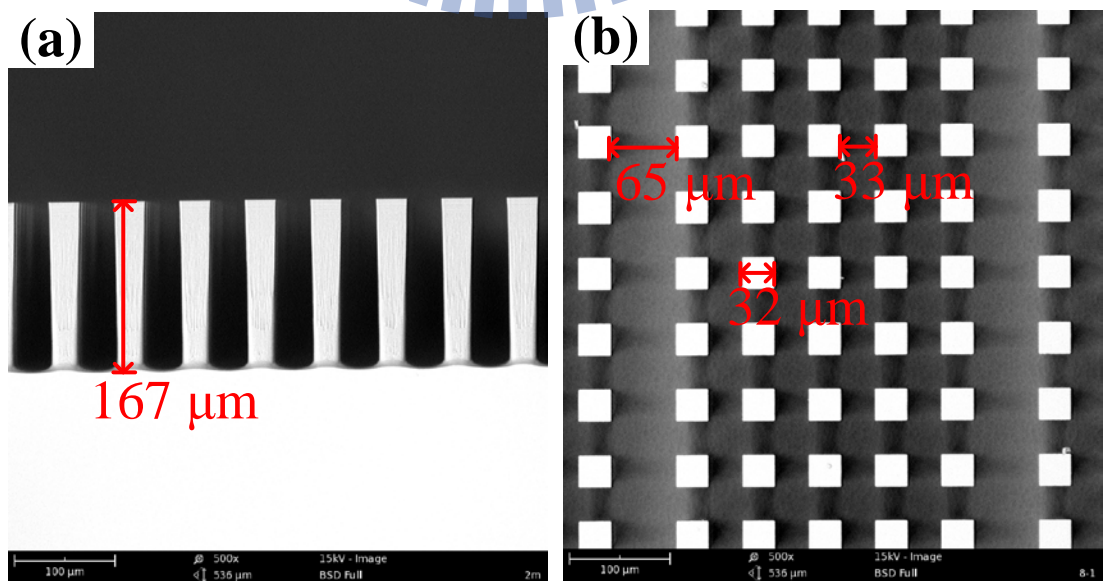 (a)
167 μm
100 μm
500x
536 μm
15kV - Image
BSD Full
2m
(b)
65 μm
33 μm
32 μm
100 μm
500x
536 μm
15kV - Image
BSD Full
8-1